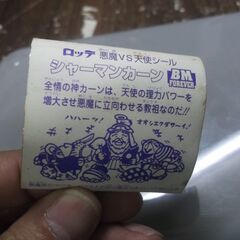 ロッテ 悪魔VS天使シール
シャーマンカーン
BM
FOREVER
全情の神カーンは、天使の理力パワーを
増大させ悪魔に立向わせる教祖なのだ!!
ハハーッ!
オオシエクダサーイ!